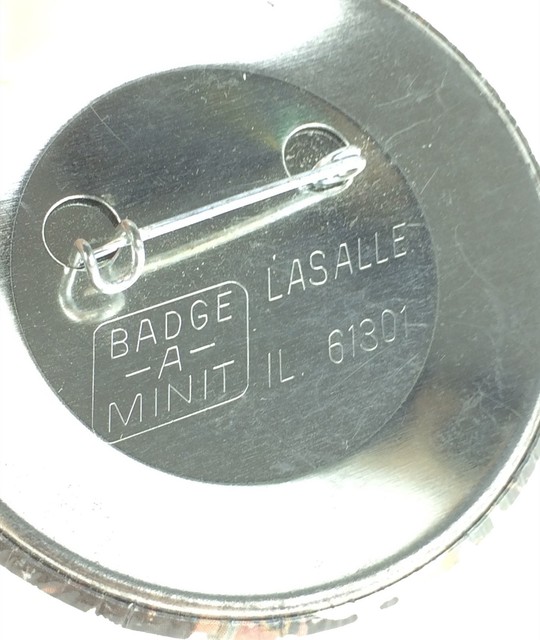 BADGE
—A—
MINIT
LASALLE
IL. 61301